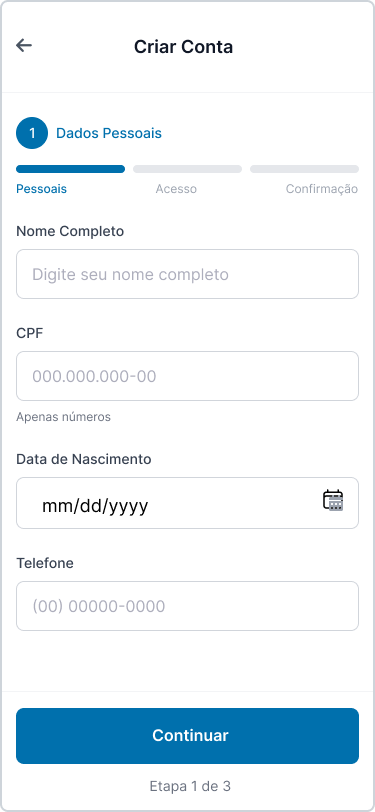 Criar Conta
1 Dados Pessoais
Pessoais Acesso Confirmação
Nome Completo
Digite seu nome completo
CPF
000.000.000-00
Apenas números
Data de Nascimento
mm/dd/yyyy
Telefone
(00) 00000-0000
Continuar
Etapa 1 de 3